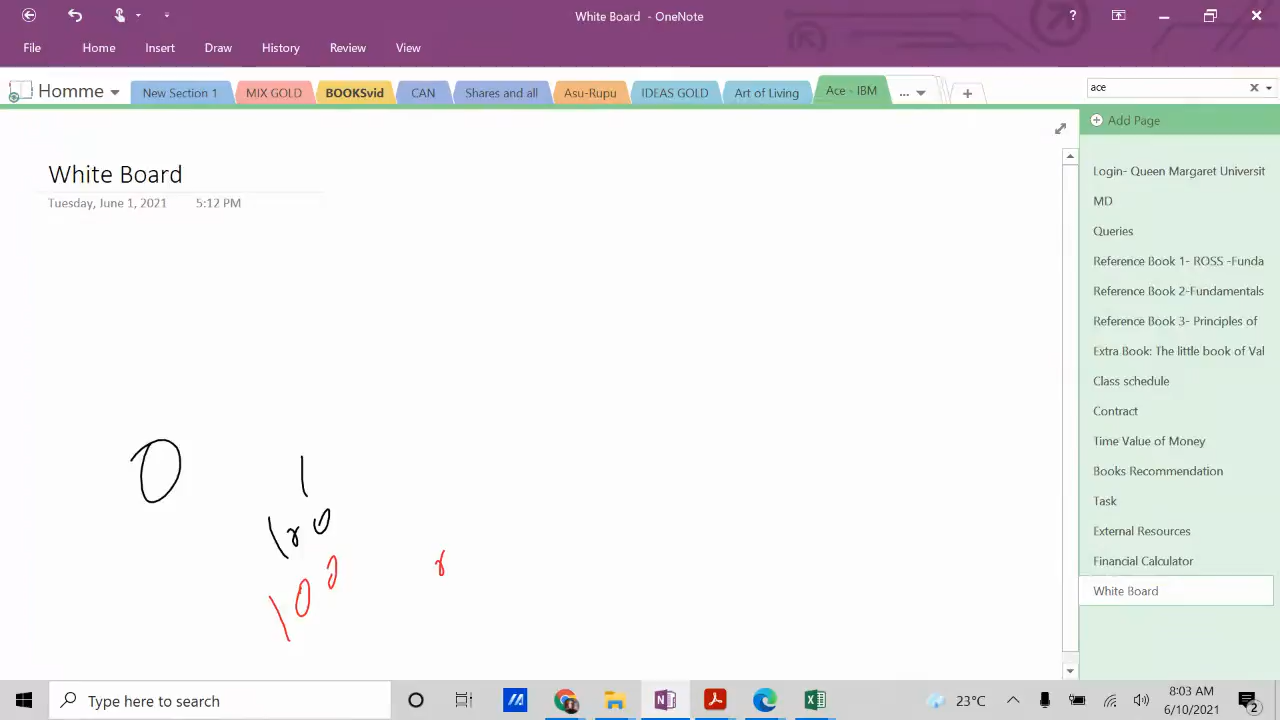 White Board - OneNote
?
File Home Insert Draw History Review View
Homme New Section 1 MIX GOLD BOOKSvid CAN Shares and all Asu-Rupu IDEAS GOLD Art of Living Ace - IBM ... + ace
Add Page
White Board
Tuesday, June 1, 2021 5:12 PM
Login- Queen Margaret Universit
MD
Queries
Reference Book 1- ROSS -Funda
Reference Book 2-Fundamentals
Reference Book 3- Principles of
Extra Book: The little book of Val
Class schedule
Contract
Time Value of Money
Books Recommendation
Task
External Resources
Financial Calculator
White Board
0 1
100
Type here to search
23°C
8:03 AM
6/10/2021
2